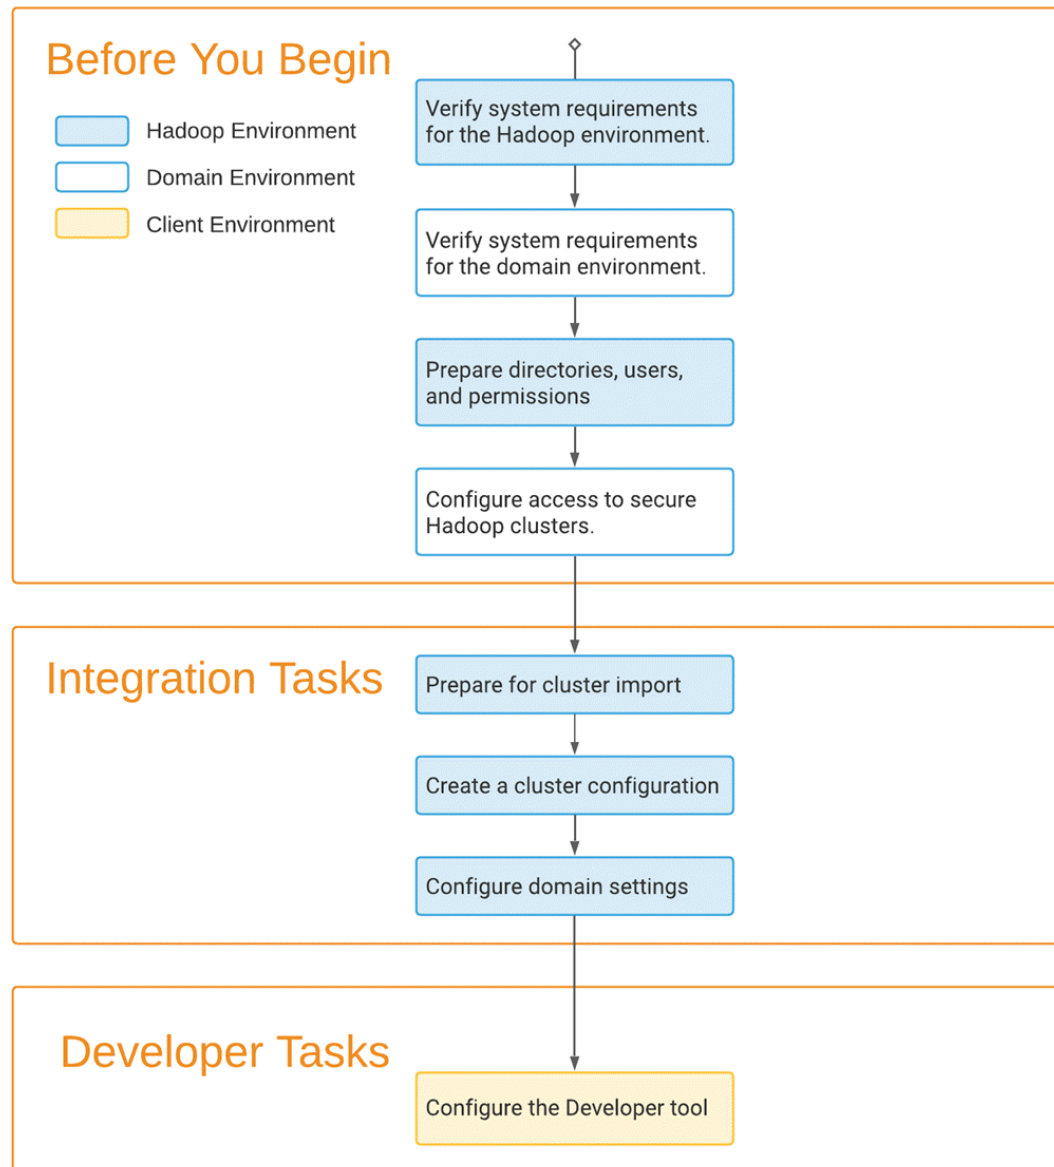 Before You Begin
Hadoop Environment
Domain Environment
Client Environment
Verify system requirements
for the Hadoop environment.
Verify system requirements
for the domain environment.
Prepare directories, users,
and permissions
Configure access to secure
Hadoop clusters.
Integration Tasks
Prepare for cluster import
Create a cluster configuration
Configure domain settings
Developer Tasks
Configure the Developer tool